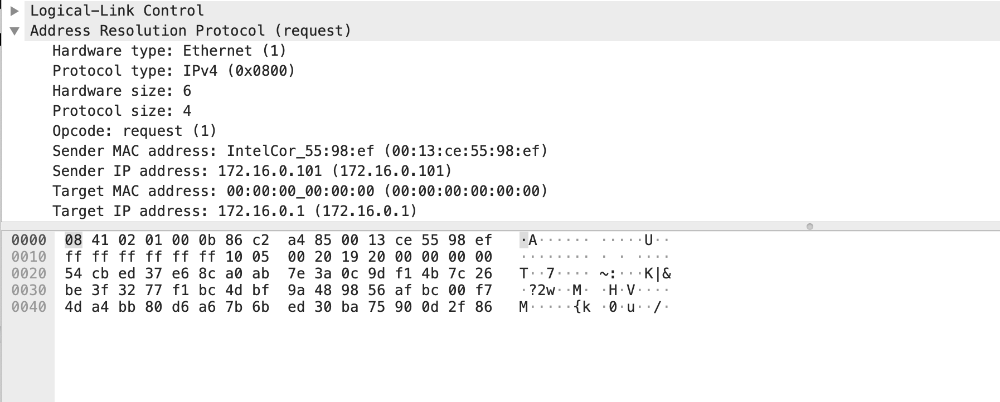 Logical-Link Control
Address Resolution Protocol (request)
Hardware type: Ethernet (1)
Protocol type: IPv4 (0x0800)
Hardware size: 6
Protocol size: 4
Opcode: request (1)
Sender MAC address: IntelCor_55:98:ef (00:13:ce:55:98:ef)
Sender IP address: 172.16.0.101 (172.16.0.101)
Target MAC address: 00:00:00_00:00:00 (00:00:00:00:00:00)
Target IP address: 172.16.0.1 (172.16.0.1)
0000 08 41 02 01 00 0b 86 c2 a4 85 00 13 ce 55 98 ef ·A······ ·····U··
0010 ff ff ff ff ff ff 10 05 00 20 19 20 00 00 00 00 ········ · · ····
0020 54 cb ed 37 e6 8c a0 ab 7e 3a 0c 9d f1 4b 7c 26 T··7···· ~:···K|&
0030 be 3f 32 77 f1 bc 4d bf 9a 48 98 56 af bc 00 f7 ·?2w··M· ·H·V····
0040 4d a4 bb 80 d6 a6 7b 6b ed 30 ba 75 90 0d 2f 86 M·····{k ·0·u··/·